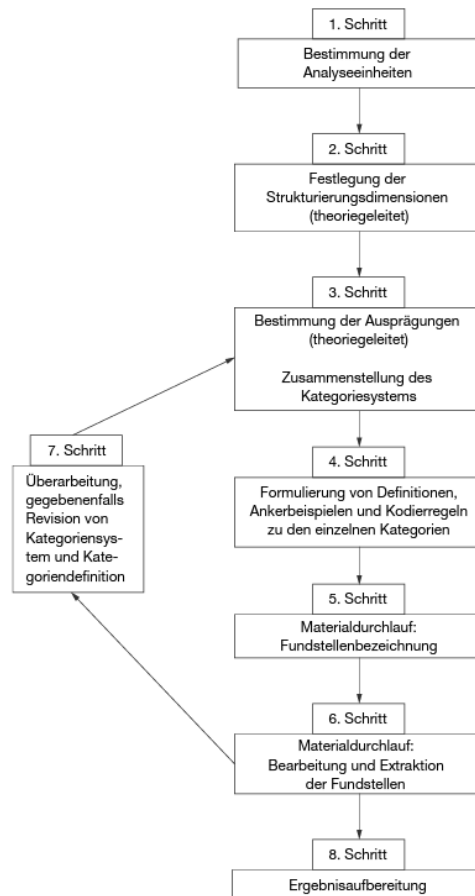 1. Schritt
Bestimmung der
Analyseeinheiten
2. Schritt
Festlegung der
Strukturierungsdimensionen
(theoriegeleitet)
3. Schritt
Bestimmung der Ausprägungen
(theoriegeleitet)
Zusammenstellung des
Kategoriesystems
4. Schritt
Formulierung von Definitionen,
Ankerbeispielen und Kodierregeln
zu den einzelnen Kategorien
5. Schritt
Materialdurchlauf:
Fundstellenbezeichnung
6. Schritt
Materialdurchlauf:
Bearbeitung und Extraktion
der Fundstellen
7. Schritt
Überarbeitung,
gegebenenfalls
Revision von
Kategoriensys-
tem und Kate-
goriendefinition
8. Schritt
Ergebnisaufbereitung